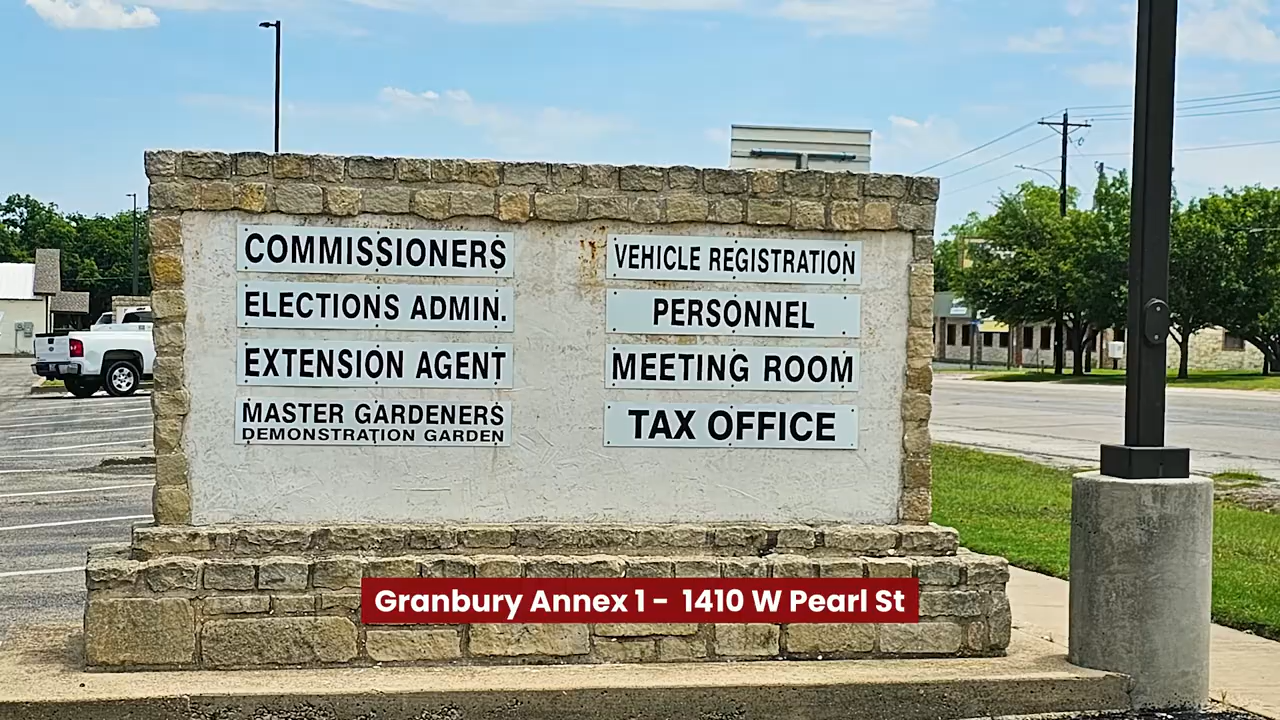 COMMISSIONERS
ELECTIONS ADMIN.
EXTENSION AGENT
MASTER GARDENERS
DEMONSTRATION GARDEN
VEHICLE REGISTRATION
PERSONNEL
MEETING ROOM
TAX OFFICE
Granbury Annex 1 - 1410 W Pearl St